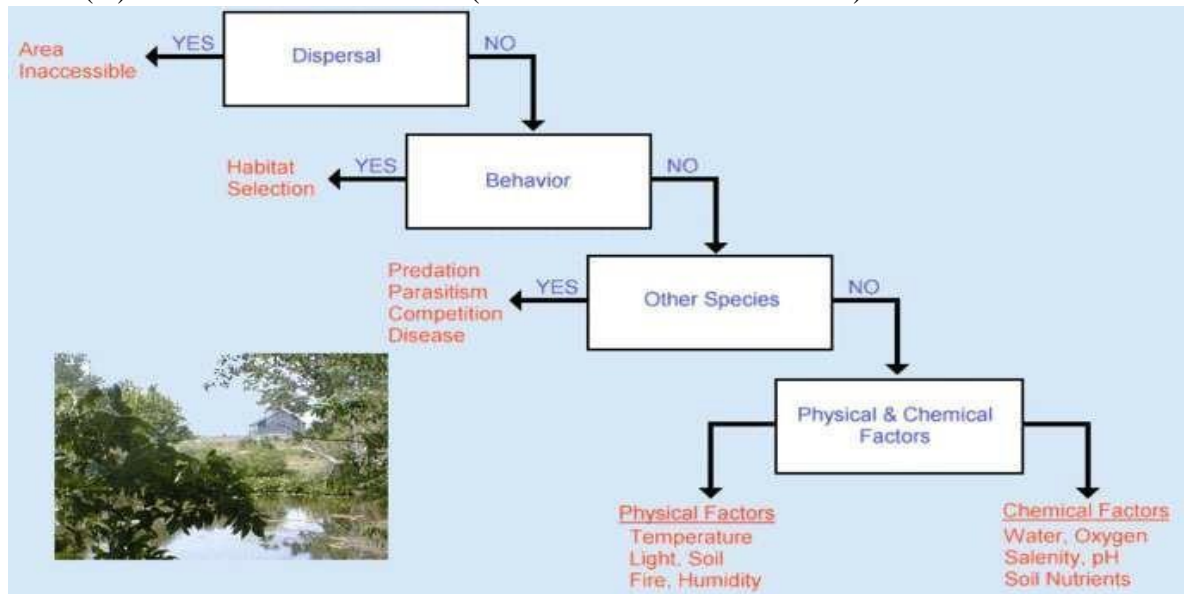 YES
Dispersal
NO
Area
Inaccessible
YES
Behavior
NO
Habitat
Selection
YES
Other Species
NO
Predation
Parasitism
Competition
Disease
Physical & Chemical
Factors
Physical Factors
Temperature
Light, Soil
Fire, Humidity
Chemical Factors
Water, Oxygen
Salenity, pH
Soil Nutrients